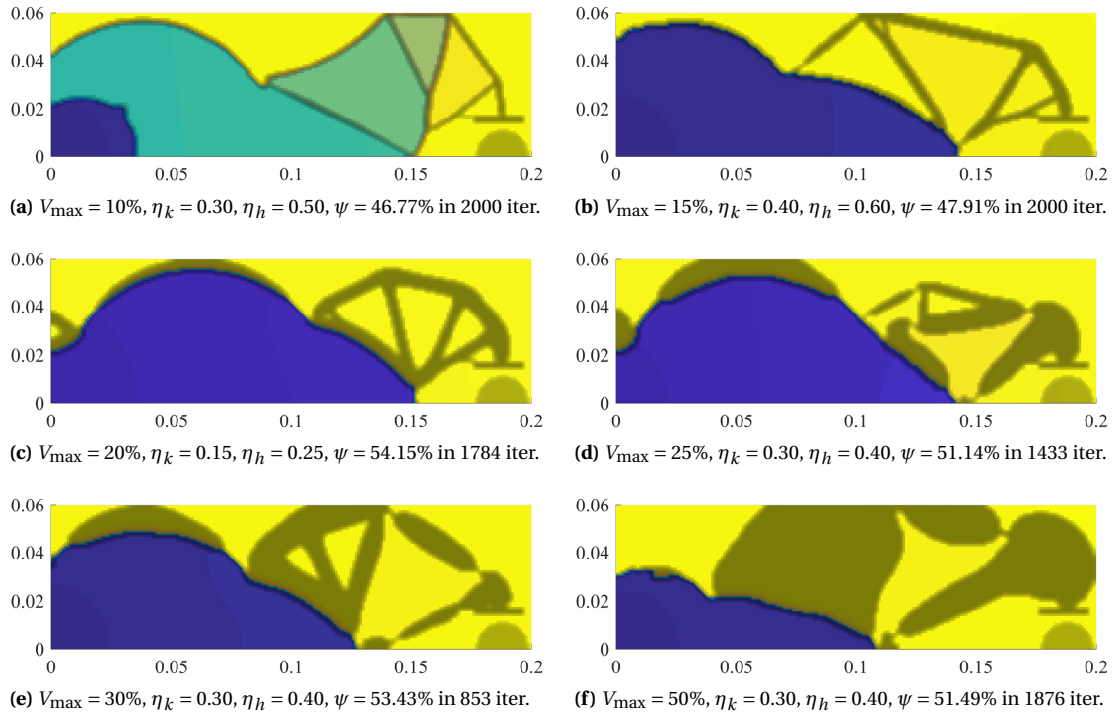 0.06 0.06
0.04 0.04
0.02 0.02
0 0
0 0.05 0.1 0.15 0.2 0 0.05 0.1 0.15 0.2
(a) V_max = 10%, η_k = 0.30, η_h = 0.50, ψ = 46.77% in 2000 iter. (b) V_max = 15%, η_k = 0.40, η_h = 0.60, ψ = 47.91% in 2000 iter.
0.06 0.06
0.04 0.04
0.02 0.02
0 0
0 0.05 0.1 0.15 0.2 0 0.05 0.1 0.15 0.2
(c) V_max = 20%, η_k = 0.15, η_h = 0.25, ψ = 54.15% in 1784 iter. (d) V_max = 25%, η_k = 0.30, η_h = 0.40, ψ = 51.14% in 1433 iter.
0.06 0.06
0.04 0.04
0.02 0.02
0 0
0 0.05 0.1 0.15 0.2 0 0.05 0.1 0.15 0.2
(e) V_max = 30%, η_k = 0.30, η_h = 0.40, ψ = 53.43% in 853 iter. (f) V_max = 50%, η_k = 0.30, η_h = 0.40, ψ = 51.49% in 1876 iter.